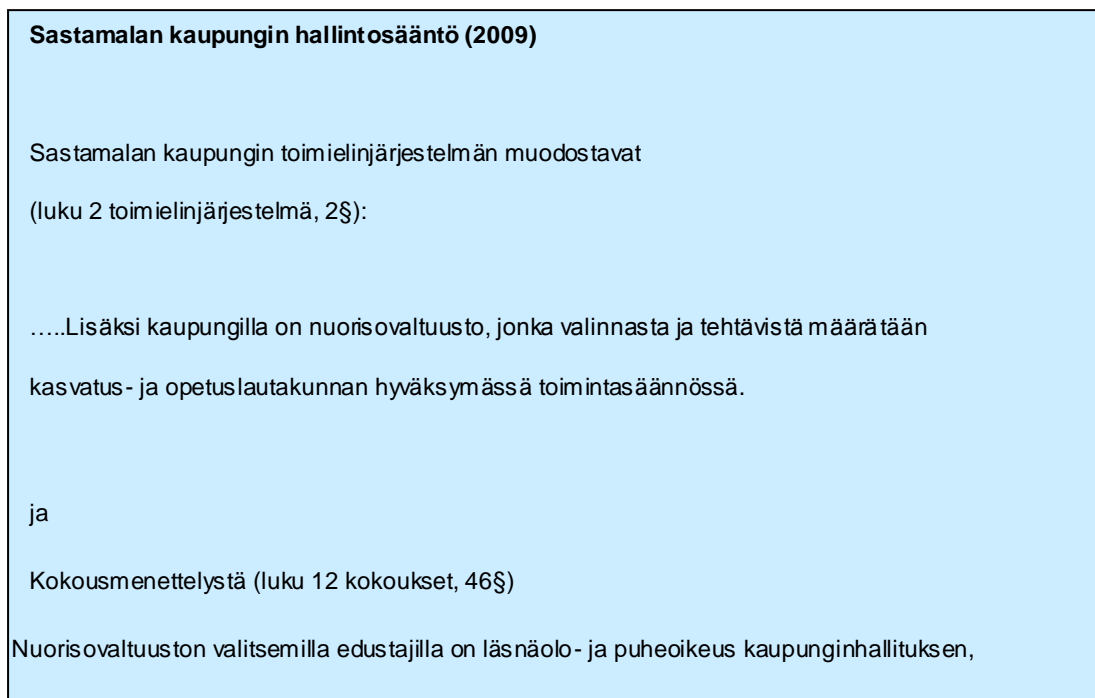 Sastamalan kaupungin hallintosääntö (2009)
Sastamalan kaupungin toimielinjärjestelmän muodostavat
(luku 2 toimielinjärjestelmä, 2§):
…..Lisäksi kaupungilla on nuorisovaltuusto, jonka valinnasta ja tehtävistä määrätään
kasvatus- ja opetuslautakunnan hyväksymässä toimintasäännössä.
ja
Kokousmenettelystä (luku 12 kokoukset, 46§)
Nuorisovaltuuston valitsemilla edustajilla on läsnäolo- ja puheoikeus kaupunginhallituksen,